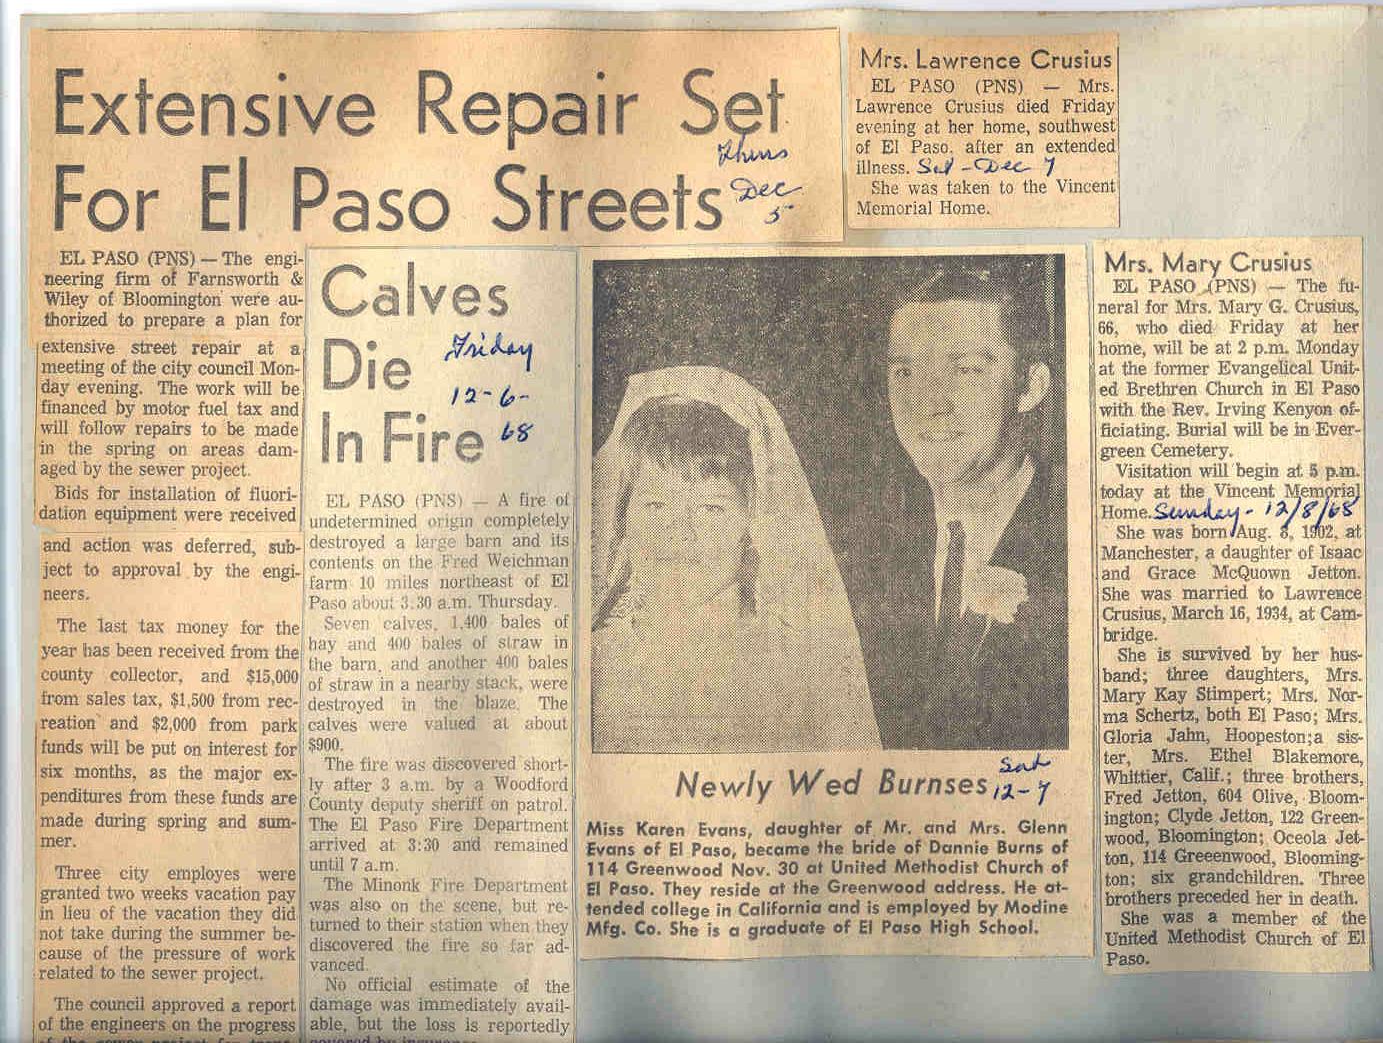 Extensive Repair Set
For El Paso Streets
Thurs
Dec
5
EL PASO (PNS) — The engi-
neering firm of Farnsworth &
Wiley of Bloomington were au-
thorized to prepare a plan for
extensive street repair at a
meeting of the city council Mon-
day evening. The work will be
financed by motor fuel tax and
will follow repairs to be made
in the spring on areas dam-
aged by the sewer project.
Bids for installation of fluori-
dation equipment were received
and action was deferred, sub-
ject to approval by the engi-
neers.
The last tax money for the
year has been received from the
county collector, and $15,000
from sales tax, $1,500 from rec-
reation and $2,000 from park
funds will be put on interest for
six months, as the major ex-
penditures from these funds are
made during spring and sum-
mer.
Three city employes were
granted two weeks vacation pay
in lieu of the vacation they did
not take during the summer be-
cause of the pressure of work
related to the sewer project.
The council approved a report
of the engineers on the progress
Calves
Die
In Fire
Friday
12-6-
68
EL PASO (PNS) — A fire of
undetermined origin completely
destroyed a large barn and its
contents on the Fred Weichman
farm 10 miles northeast of El
Paso about 3:30 a.m. Thursday.
Seven calves, 1,400 bales of
hay and 400 bales of straw in
the barn, and another 400 bales
of straw in a nearby stack, were
destroyed in the blaze. The
calves were valued at about
$900.
The fire was discovered short-
ly after 3 a.m. by a Woodford
County deputy sheriff on patrol.
The El Paso Fire Department
arrived at 3:30 and remained
until 7 a.m.
The Minonk Fire Department
was also on the scene, but re-
turned to their station when they
discovered the fire so far ad-
vanced.
No official estimate of the
damage was immediately avail-
able, but the loss is reportedly
covered by insurance.
Newly Wed Burnses
Sat
12-7
Miss Karen Evans, daughter of Mr. and Mrs. Glenn
Evans of El Paso, became the bride of Dannie Burns of
114 Greenwood Nov. 30 at United Methodist Church of
El Paso. They reside at the Greenwood address. He at-
tended college in California and is employed by Modine
Mfg. Co. She is a graduate of El Paso High School.
Mrs. Lawrence Crusius
EL PASO (PNS) — Mrs.
Lawrence Crusius died Friday
evening at her home, southwest
of El Paso, after an extended
illness. Sat - Dec 7
She was taken to the Vincent
Memorial Home.
Mrs. Mary Crusius
EL PASO (PNS) — The fu-
neral for Mrs. Mary G. Crusius,
66, who died Friday at her
home, will be at 2 p.m. Monday
at the former Evangelical Unit-
ed Brethren Church in El Paso
with the Rev. Irving Kenyon of-
ficiating. Burial will be in Ever-
green Cemetery.
Visitation will begin at 5 p.m.
today at the Vincent Memorial
Home. Sunday - 12/8/68
She was born Aug. 8, 1902, at
Manchester, a daughter of Isaac
and Grace McQuown Jetton.
She was married to Lawrence
Crusius, March 16, 1934, at Cam-
bridge.
She is survived by her hus-
band; three daughters, Mrs.
Mary Kay Stimpert; Mrs. Nor-
ma Schertz, both El Paso; Mrs.
Gloria Jahn, Hoopeston;a sis-
ter, Mrs. Ethel Blakemore,
Whittier, Calif.; three brothers,
Fred Jetton, 604 Olive, Bloom-
ington; Clyde Jetton, 122 Green-
wood, Bloomington; Oceola Jet-
ton, 114 Greeenwood, Blooming-
ton; six grandchildren. Three
brothers preceded her in death.
She was a member of the
United Methodist Church of El
Paso.